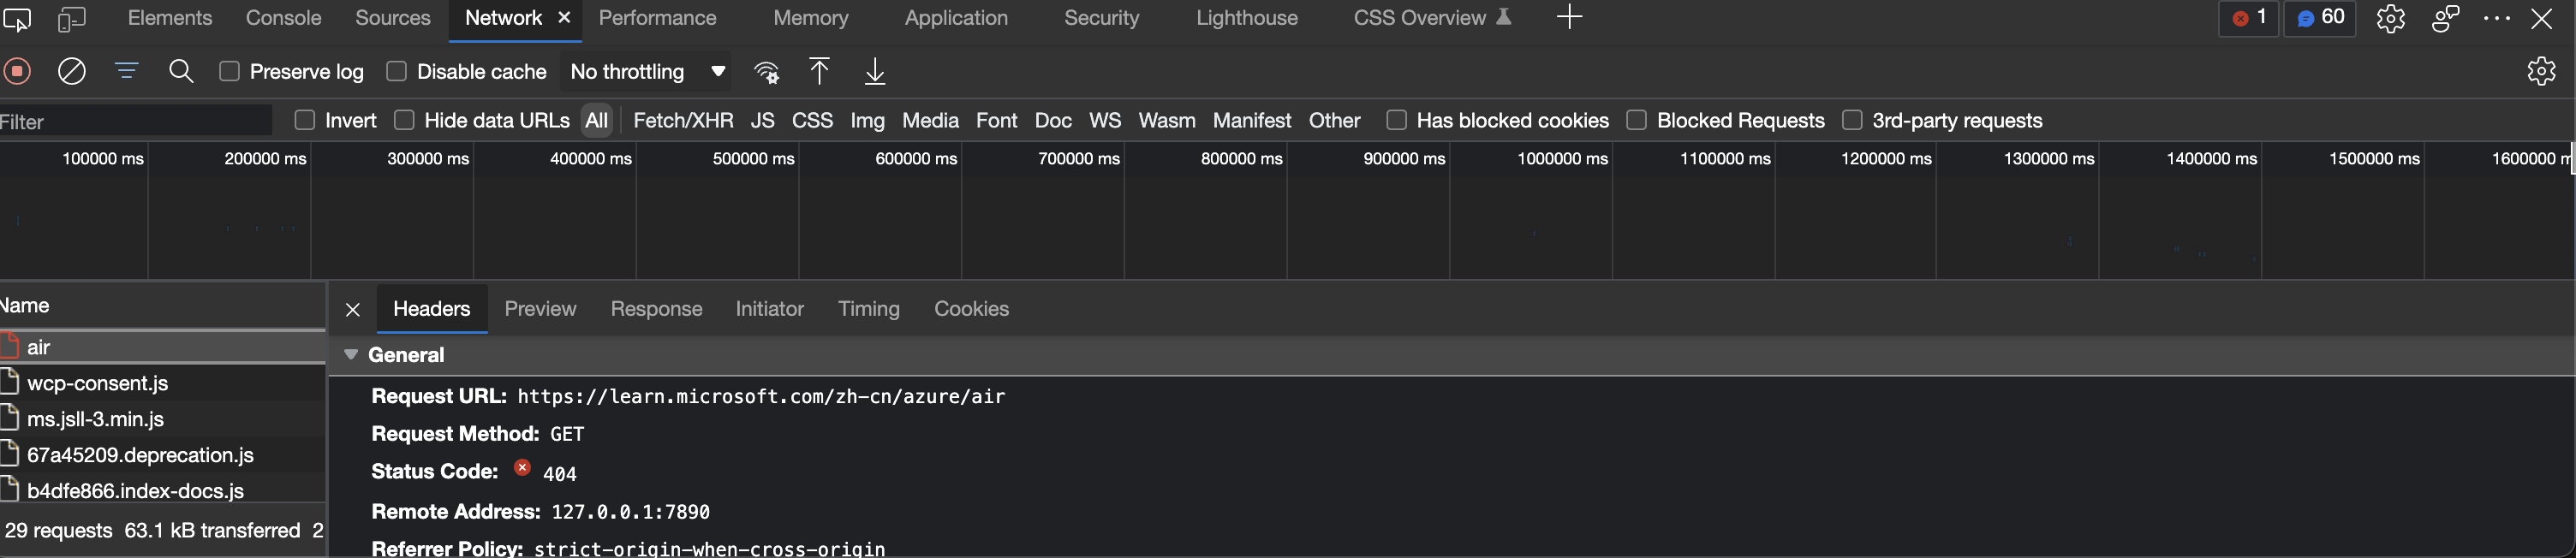 Elements Console Sources Network × Performance Memory Application Security Lighthouse CSS Overview 1 60
Preserve log Disable cache No throttling
Filter Invert Hide data URLs All Fetch/XHR JS CSS Img Media Font Doc WS Wasm Manifest Other Has blocked cookies Blocked Requests 3rd-party requests
100000 ms 200000 ms 300000 ms 400000 ms 500000 ms 600000 ms 700000 ms 800000 ms 900000 ms 1000000 ms 1100000 ms 1200000 ms 1300000 ms 1400000 ms 1500000 ms 1600000 m
Name
air
wcp-consent.js
ms.jsll-3.min.js
67a45209.deprecation.js
b4dfe866.index-docs.js
29 requests 63.1 kB transferred 2
Headers Preview Response Initiator Timing Cookies
General
Request URL: https://learn.microsoft.com/zh-cn/azure/air
Request Method: GET
Status Code: 404
Remote Address: 127.0.0.1:7890
Referrer Policy: strict-origin-when-cross-origin